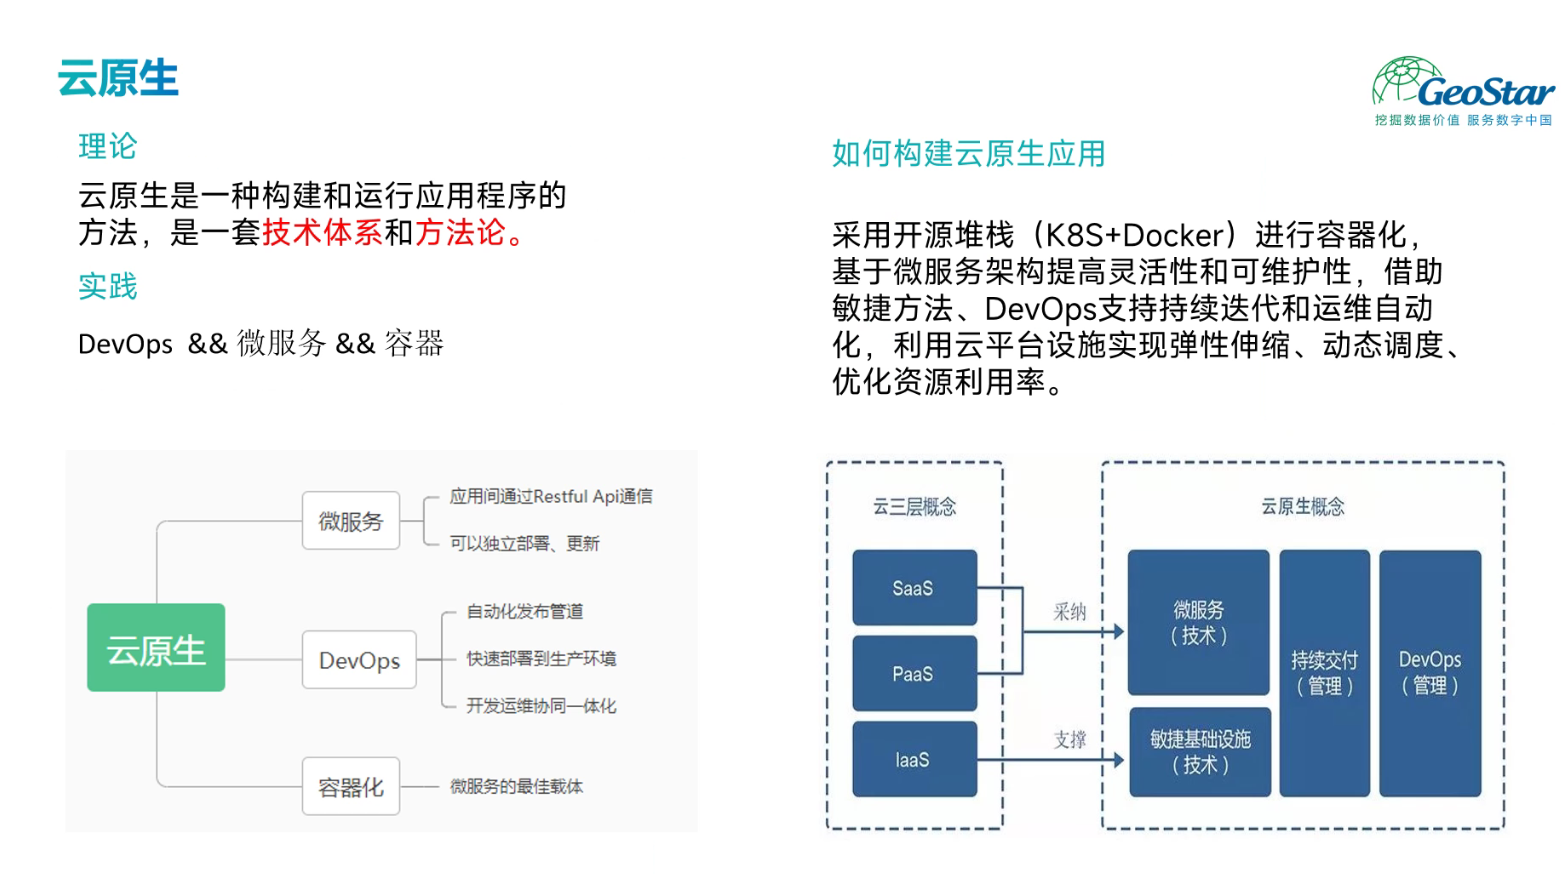 云原生
GeoStar
挖掘数据价值 服务数字中国
理论
云原生是一种构建和运行应用程序的
方法，是一套技术体系和方法论。
实践
DevOps && 微服务 && 容器
如何构建云原生应用
采用开源堆栈（K8S+Docker）进行容器化，
基于微服务架构提高灵活性和可维护性，借助
敏捷方法、DevOps支持持续迭代和运维自动
化，利用云平台设施实现弹性伸缩、动态调度、
优化资源利用率。
云原生
微服务
应用间通过Restful Api通信
可以独立部署、更新
DevOps
自动化发布管道
快速部署到生产环境
开发运维协同一体化
容器化
微服务的最佳载体
云三层概念
SaaS
PaaS
IaaS
采纳
支撑
云原生概念
微服务
（技术）
敏捷基础设施
（技术）
持续交付
（管理）
DevOps
（管理）